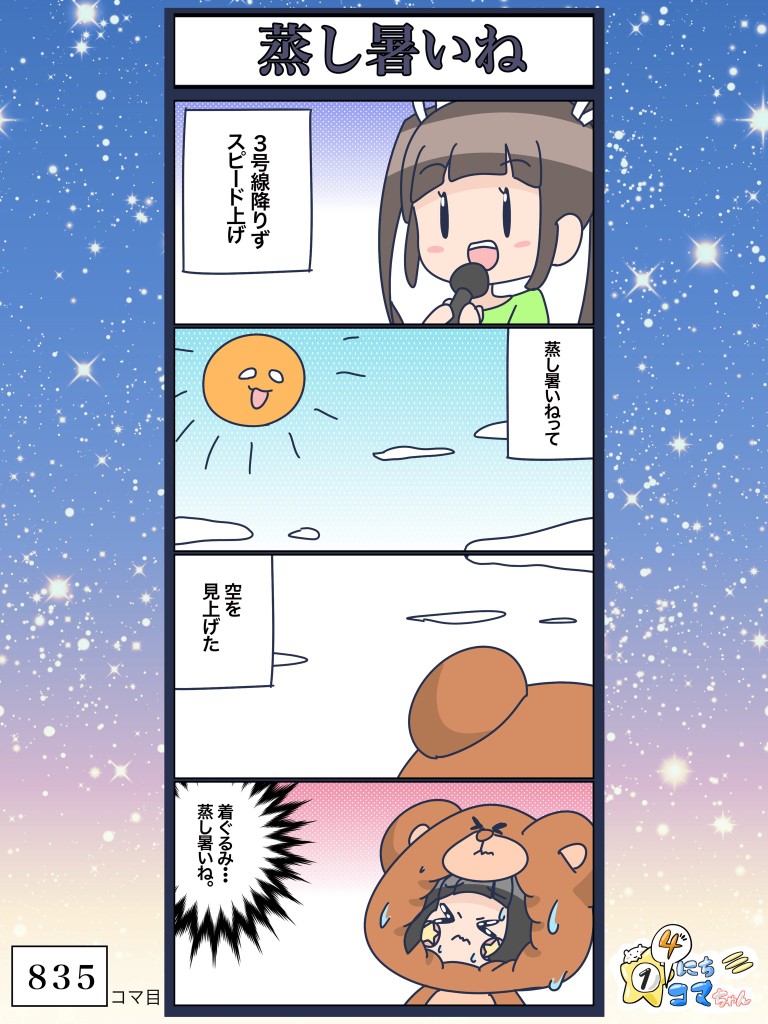 蒸し暑いね
3号線降りず
スピード上げ
蒸し暑いねって
空を
見上げた
着ぐるみ…
蒸し暑いね。
835
コマ目
1
4
にち
コマ
ちゃん